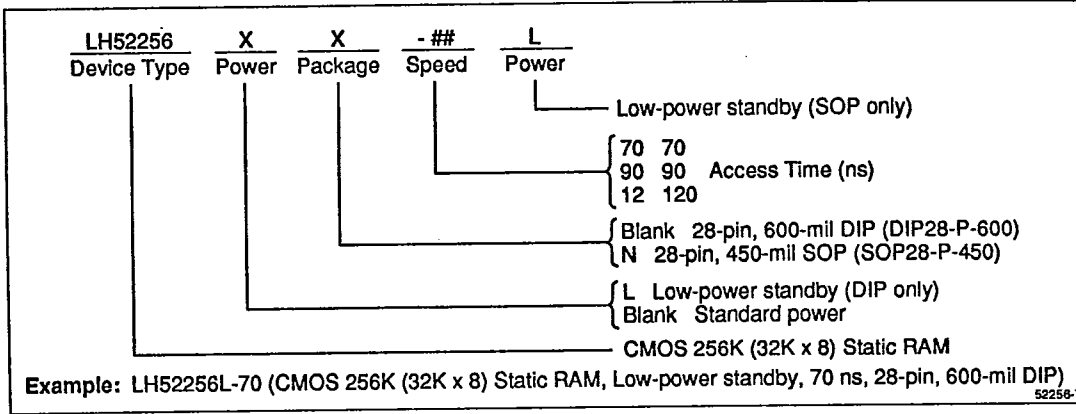 LH52256 X X - ## L
Device Type Power Package Speed Power
Low-power standby (SOP only)
70 70
90 90 Access Time (ns)
12 120
Blank 28-pin, 600-mil DIP (DIP28-P-600)
N 28-pin, 450-mil SOP (SOP28-P-450)
L Low-power standby (DIP only)
Blank Standard power
CMOS 256K (32K x 8) Static RAM
Example: LH52256L-70 (CMOS 256K (32K x 8) Static RAM, Low-power standby, 70 ns, 28-pin, 600-mil DIP)